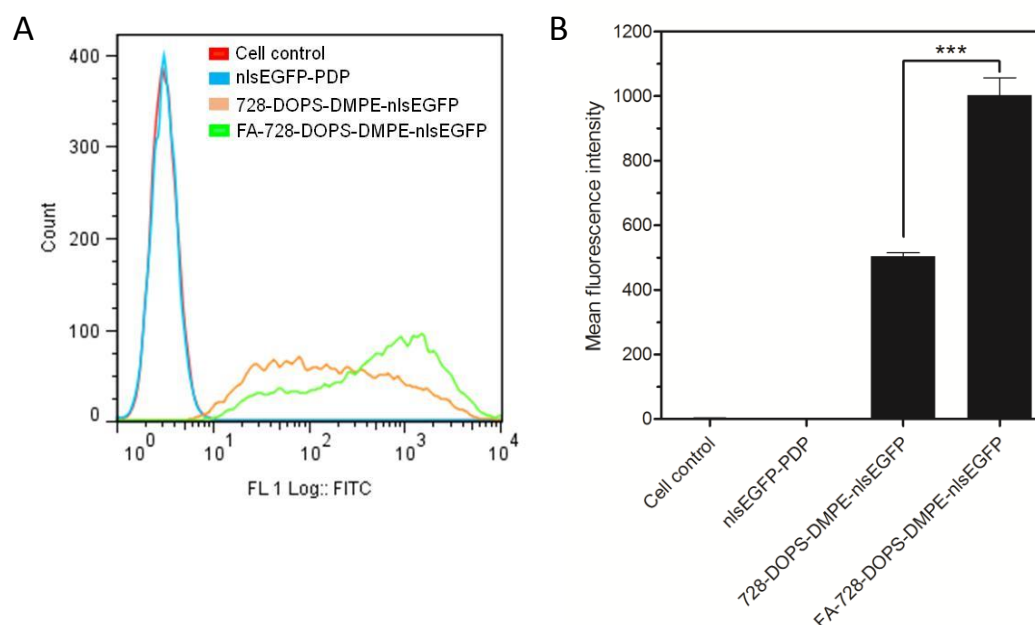 A
Cell control
nlsEGFP-PDP
728-DOPS-DMPE-nlsEGFP
FA-728-DOPS-DMPE-nlsEGFP
400
300
200
100
0
Count
10^0
10^1
10^2
10^3
10^4
FL 1 Log:: FITC
B
1200
1000
800
600
400
200
0
Mean fluorescence intensity
***
Cell control
nlsEGFP-PDP
728-DOPS-DMPE-nlsEGFP
FA-728-DOPS-DMPE-nlsEGFP